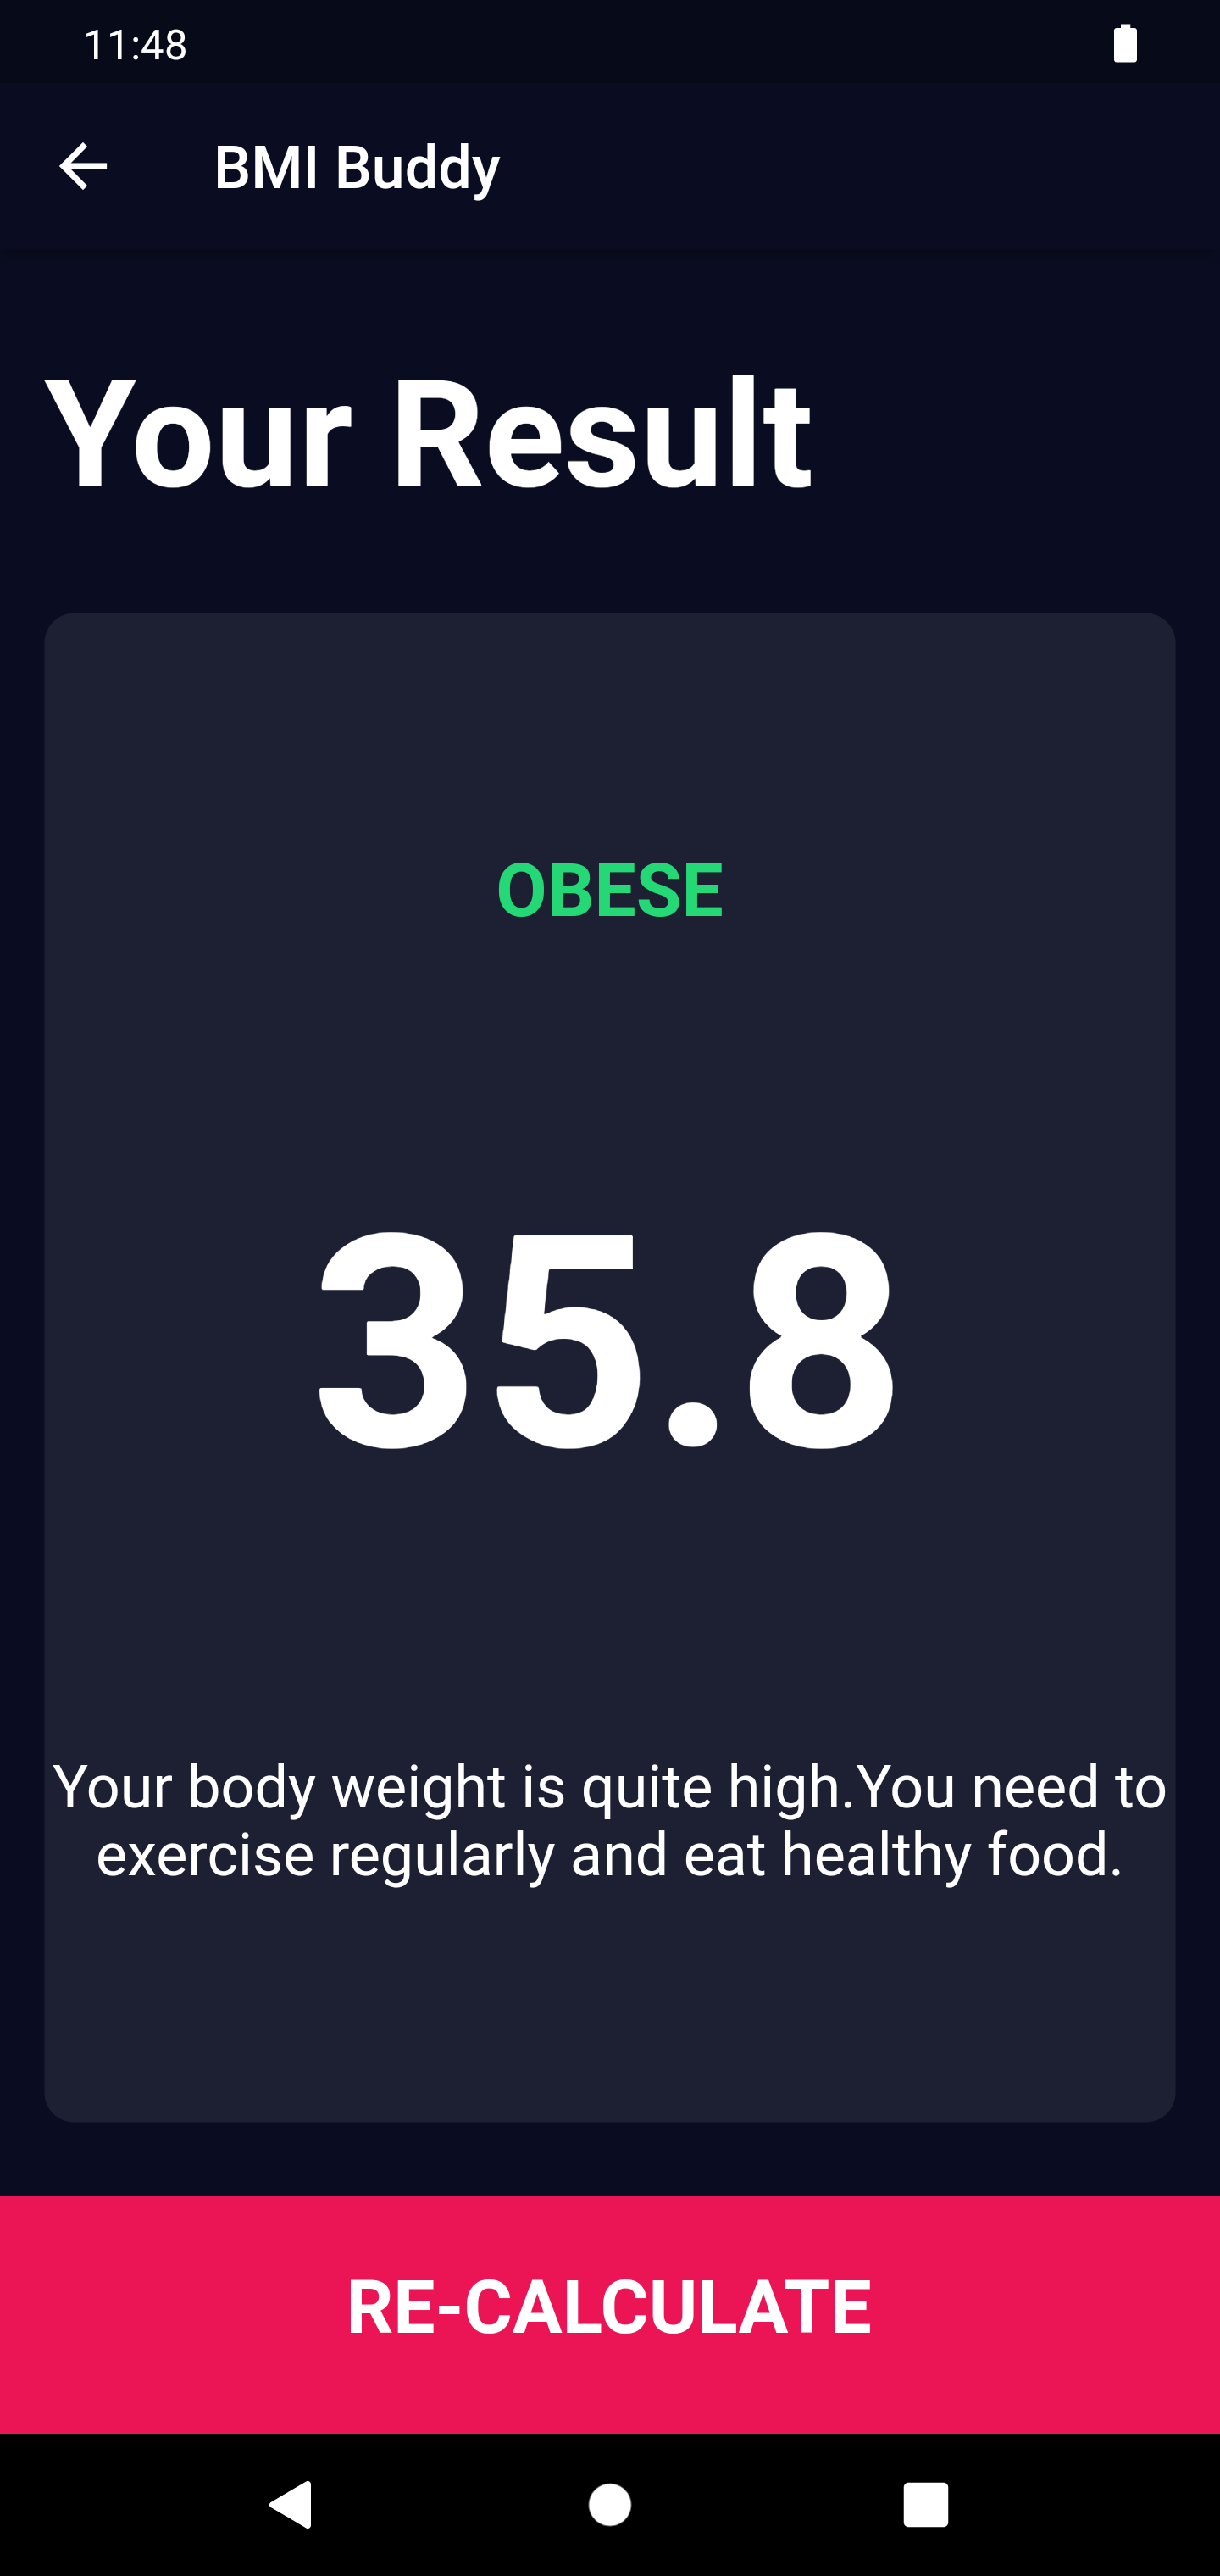 11:48
BMI Buddy
Your Result
OBESE
35.8
Your body weight is quite high.You need to
exercise regularly and eat healthy food.
RE-CALCULATE